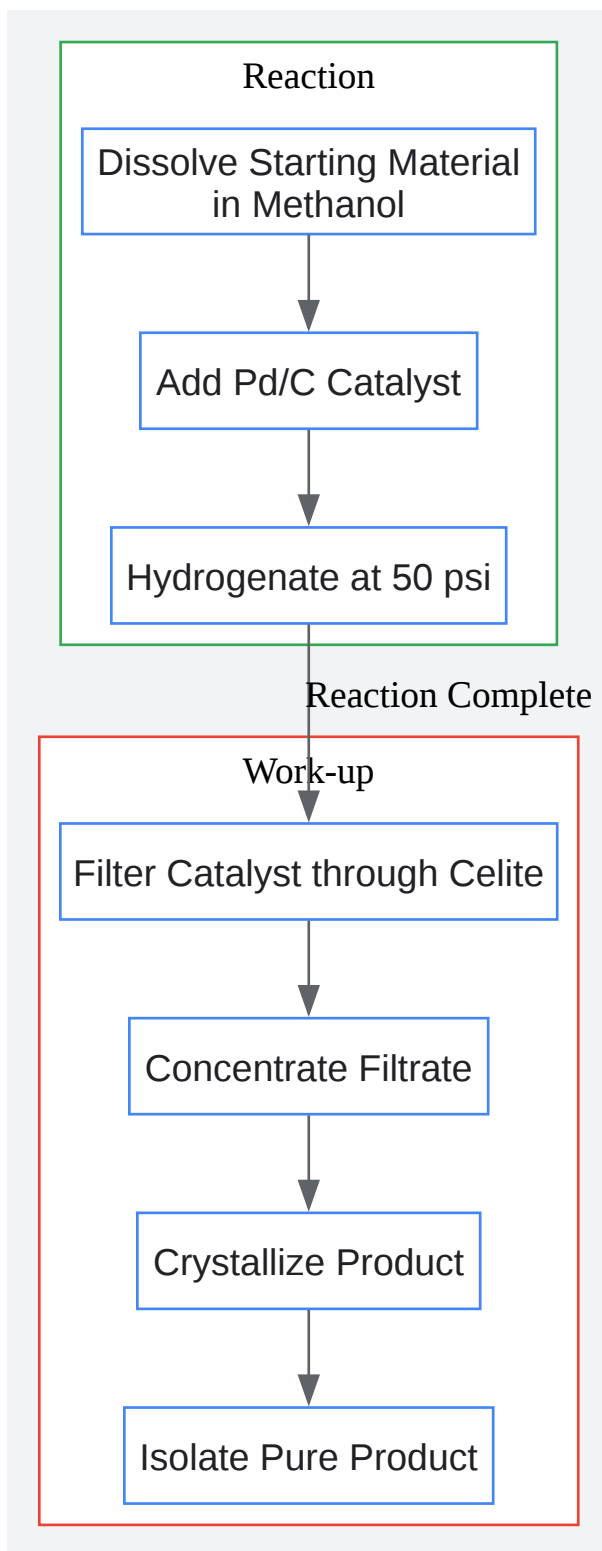 Reaction
Dissolve Starting Material
in Methanol
Add Pd/C Catalyst
Hydrogenate at 50 psi
Reaction Complete
Work-up
Filter Catalyst through Celite
Concentrate Filtrate
Crystallize Product
Isolate Pure Product